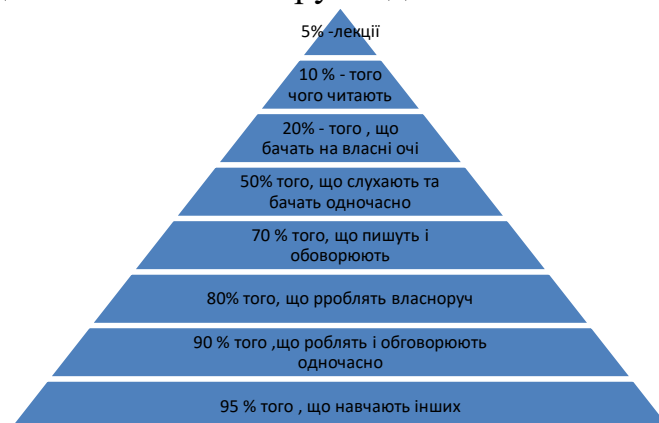 5% -лекції
10 % - того
чого читають
20% - того , що
бачать на власні очі
50% того, що слухають та
бачать одночасно
70 % того, що пишуть і
обоворюють
80% того, що рроблять власноруч
90 % того ,що роблять і обговорюють
одночасно
95 % того , що навчають інших